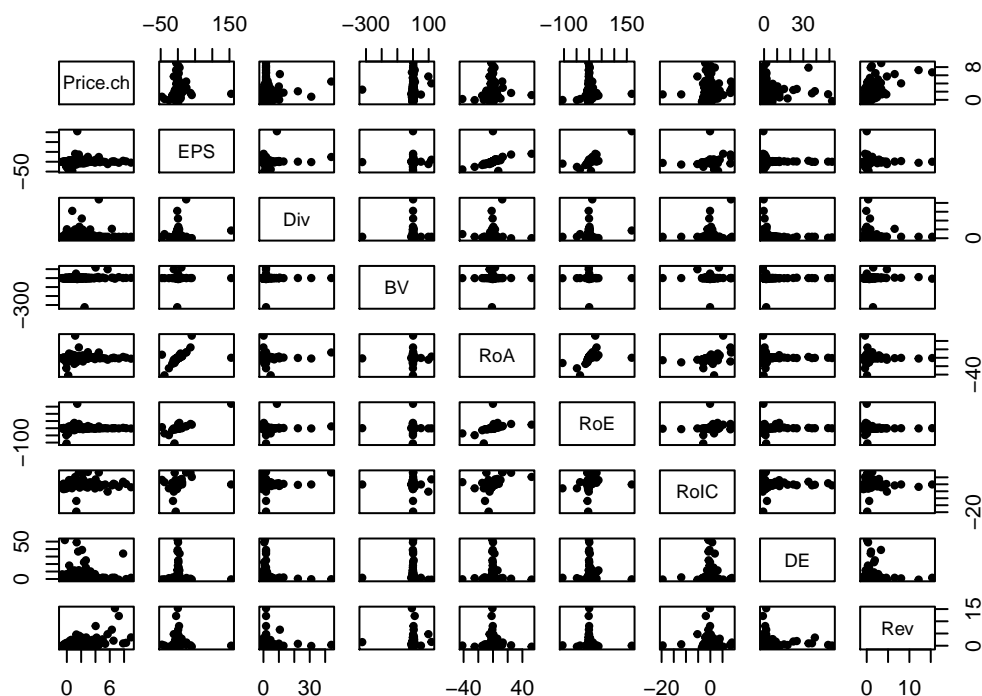 −50 150 −300 100 −100 150 0 30
Price.ch 0 8
−50 EPS
Div 0
−300 BV
RoA −40
−100 RoE
RoIC −20
0 50 DE
Rev 0 15
0 6 0 30 −40 40 −20 0 0 10